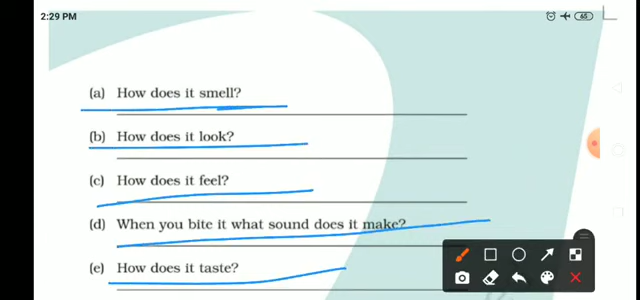 2:29 PM
65
(a) How does it smell?
(b) How does it look?
(c) How does it feel?
(d) When you bite it what sound does it make?
(e) How does it taste?